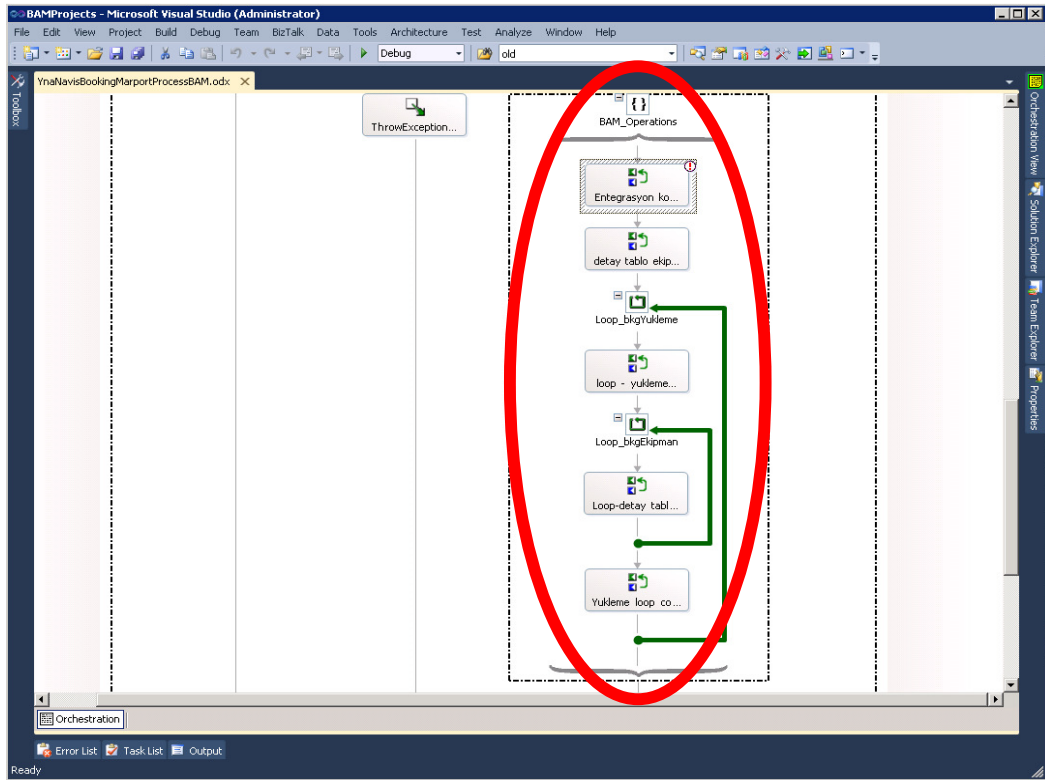 BAMProjects - Microsoft Visual Studio (Administrator)
File Edit View Project Build Debug Team BizTalk Data Tools Architecture Test Analyze Window Help
Debug old
YnaNavisBookingMarportProcessBAM.odx
Toolbox
ThrowException...
{ }
BAM_Operations
Entegrasyon ko...
detay tablo ekip...
Loop_bkgYukleme
loop - yukleme...
Loop_bkgEkipman
Loop-detay tabl...
Yukleme loop co...
Orchestration View
Solution Explorer
Team Explorer
Properties
Orchestration
Error List Task List Output
Ready